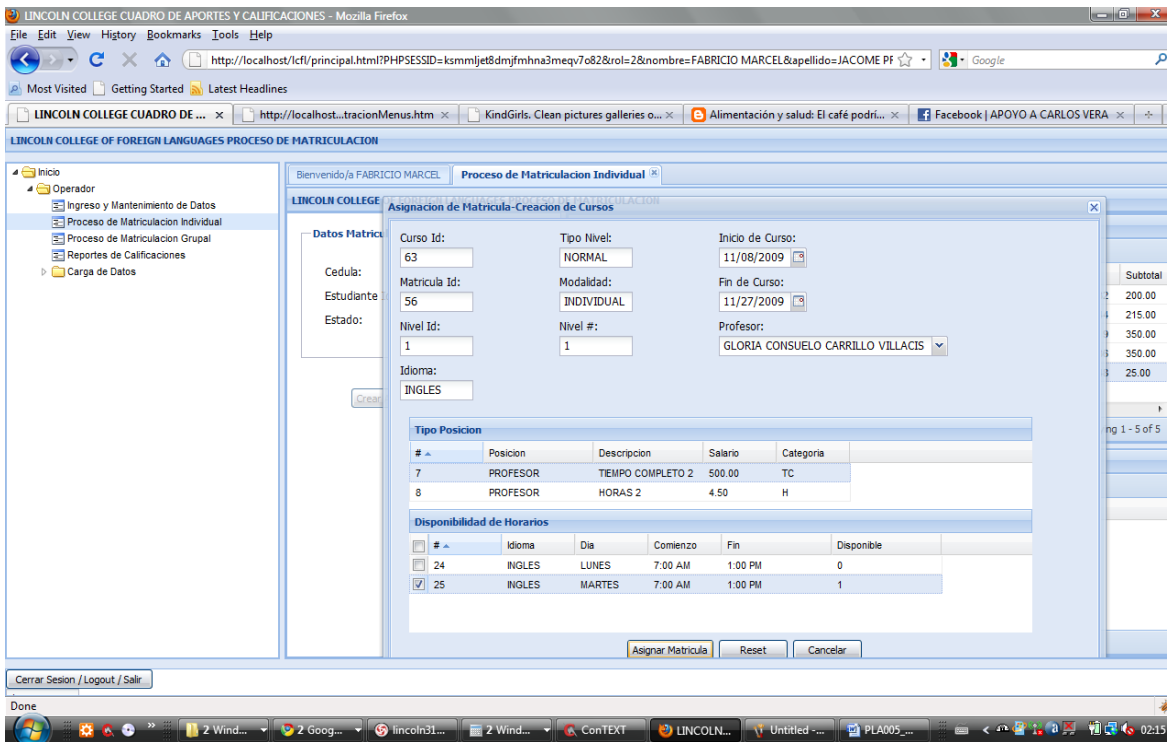 LINCOLN COLLEGE CUADRO DE APORTES Y CALIFICACIONES - Mozilla Firefox
File Edit View History Bookmarks Tools Help
http://localhost/lcfl/principal.html?PHPSESSID=ksmmljet8dmjfmhna3meqv7o82&rol=2&nombre=FABRICIO MARCEL&apellido=JACOME PF
Google
Most Visited Getting Started Latest Headlines
LINCOLN COLLEGE CUADRO DE ... http://localhost...tracionMenus.htm KindGirls. Clean pictures galleries o... Alimentación y salud: El café podri... Facebook | APOYO A CARLOS VERA
LINCOLN COLLEGE OF FOREIGN LANGUAGES PROCESO DE MATRICULACION
Inicio
Operador
Ingreso y Mantenimiento de Datos
Proceso de Matriculacion Individual
Proceso de Matriculacion Grupal
Reportes de Calificaciones
Carga de Datos
Bienvenido/a FABRICIO MARCEL Proceso de Matriculacion Individual
LINCOLN COLLEGE OF FOREIGN LANGUAGES PROCESO DE MATRICULACION
Datos Matricu
Cedula:
Estudiante I
Estado:
Crear
Asignacion de Matricula-Creacion de Cursos
Curso Id: Tipo Nivel: Inicio de Curso:
63 NORMAL 11/08/2009
Matricula Id: Modalidad: Fin de Curso:
56 INDIVIDUAL 11/27/2009
Nivel Id: Nivel #: Profesor:
1 1 GLORIA CONSUELO CARRILLO VILLACIS
Idioma:
INGLES
Tipo Posicion
# Posicion Descripcion Salario Categoria
7 PROFESOR TIEMPO COMPLETO 2 500.00 TC
8 PROFESOR HORAS 2 4.50 H
Disponibilidad de Horarios
# Idioma Dia Comienzo Fin Disponible
24 INGLES LUNES 7:00 AM 1:00 PM 0
25 INGLES MARTES 7:00 AM 1:00 PM 1
Asignar Matricula Reset Cancelar
Subtotal
200.00
215.00
350.00
350.00
25.00
ng 1 - 5 of 5
Cerrar Sesion / Logout / Salir
Done
2 Wind... 2 Goog... lincoln31... 2 Wind... ConTEXT LINCOLN... Untitled -... PLA005_... 02:15